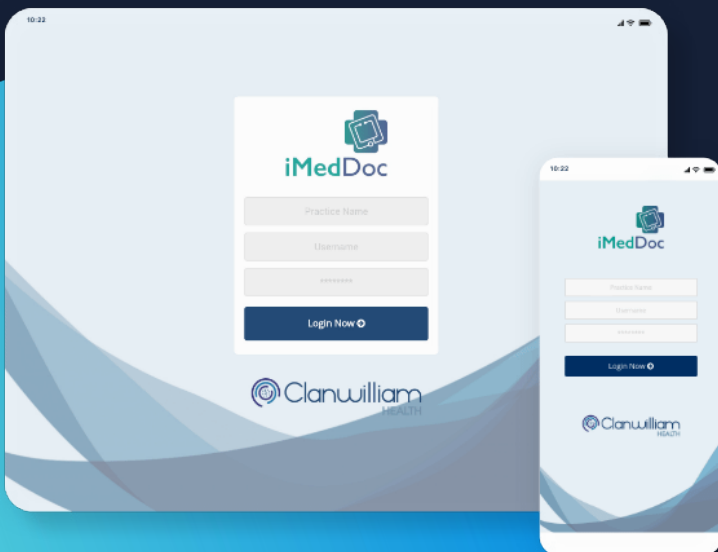 10:22
iMedDoc
Practice Name
Username
********
Login Now
Clanwilliam
HEALTH
10:22
iMedDoc
Practice Name
Username
********
Login Now
Clanwilliam
HEALTH